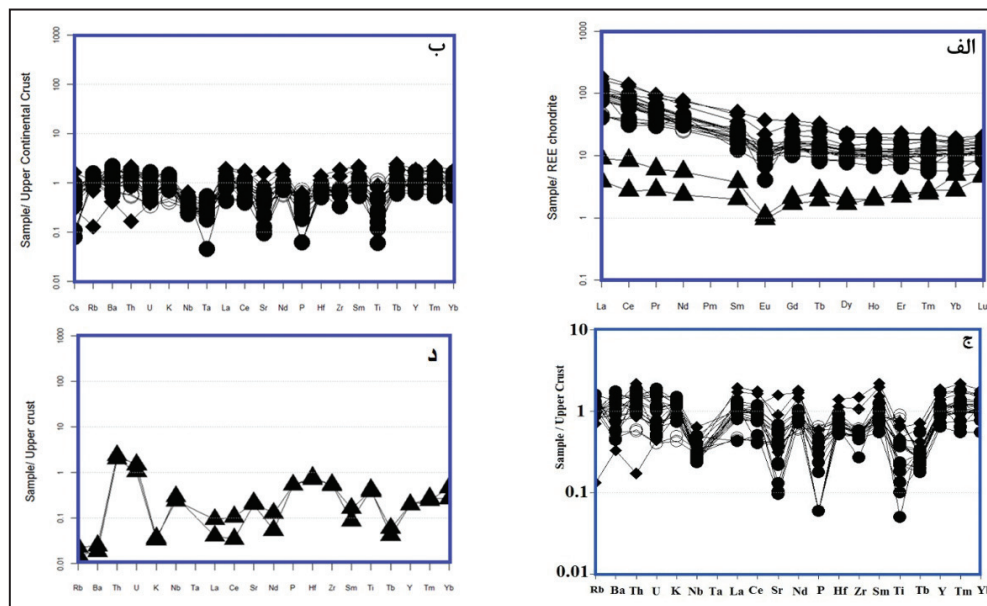 الف
1000
100
10
1
0.1
Sample/ REE chondrite
La Ce Pr Nd Pm Sm Eu Gd Tb Dy Ho Er Tm Yb Lu
ب
1000
100
10
1
0.1
0.01
Sample/ Upper Continental Crust
Cs Rb Ba Th U K Nb Ta La Ce Sr Nd P Hf Zr Sm Ti Tb Y Tm Yb
ج
10
1
0.1
0.01
Sample / Upper Crust
Rb Ba Th U K Nb Ta La Ce Sr Nd P Hf Zr Sm Ti Tb Y Tm Yb
د
1000
100
10
1
0.1
0.01
Sample/ Upper crust
Rb Ba Th U K Nb Ta La Ce Sr Nd P Hf Zr Sm Ti Tb Y Tm Yb